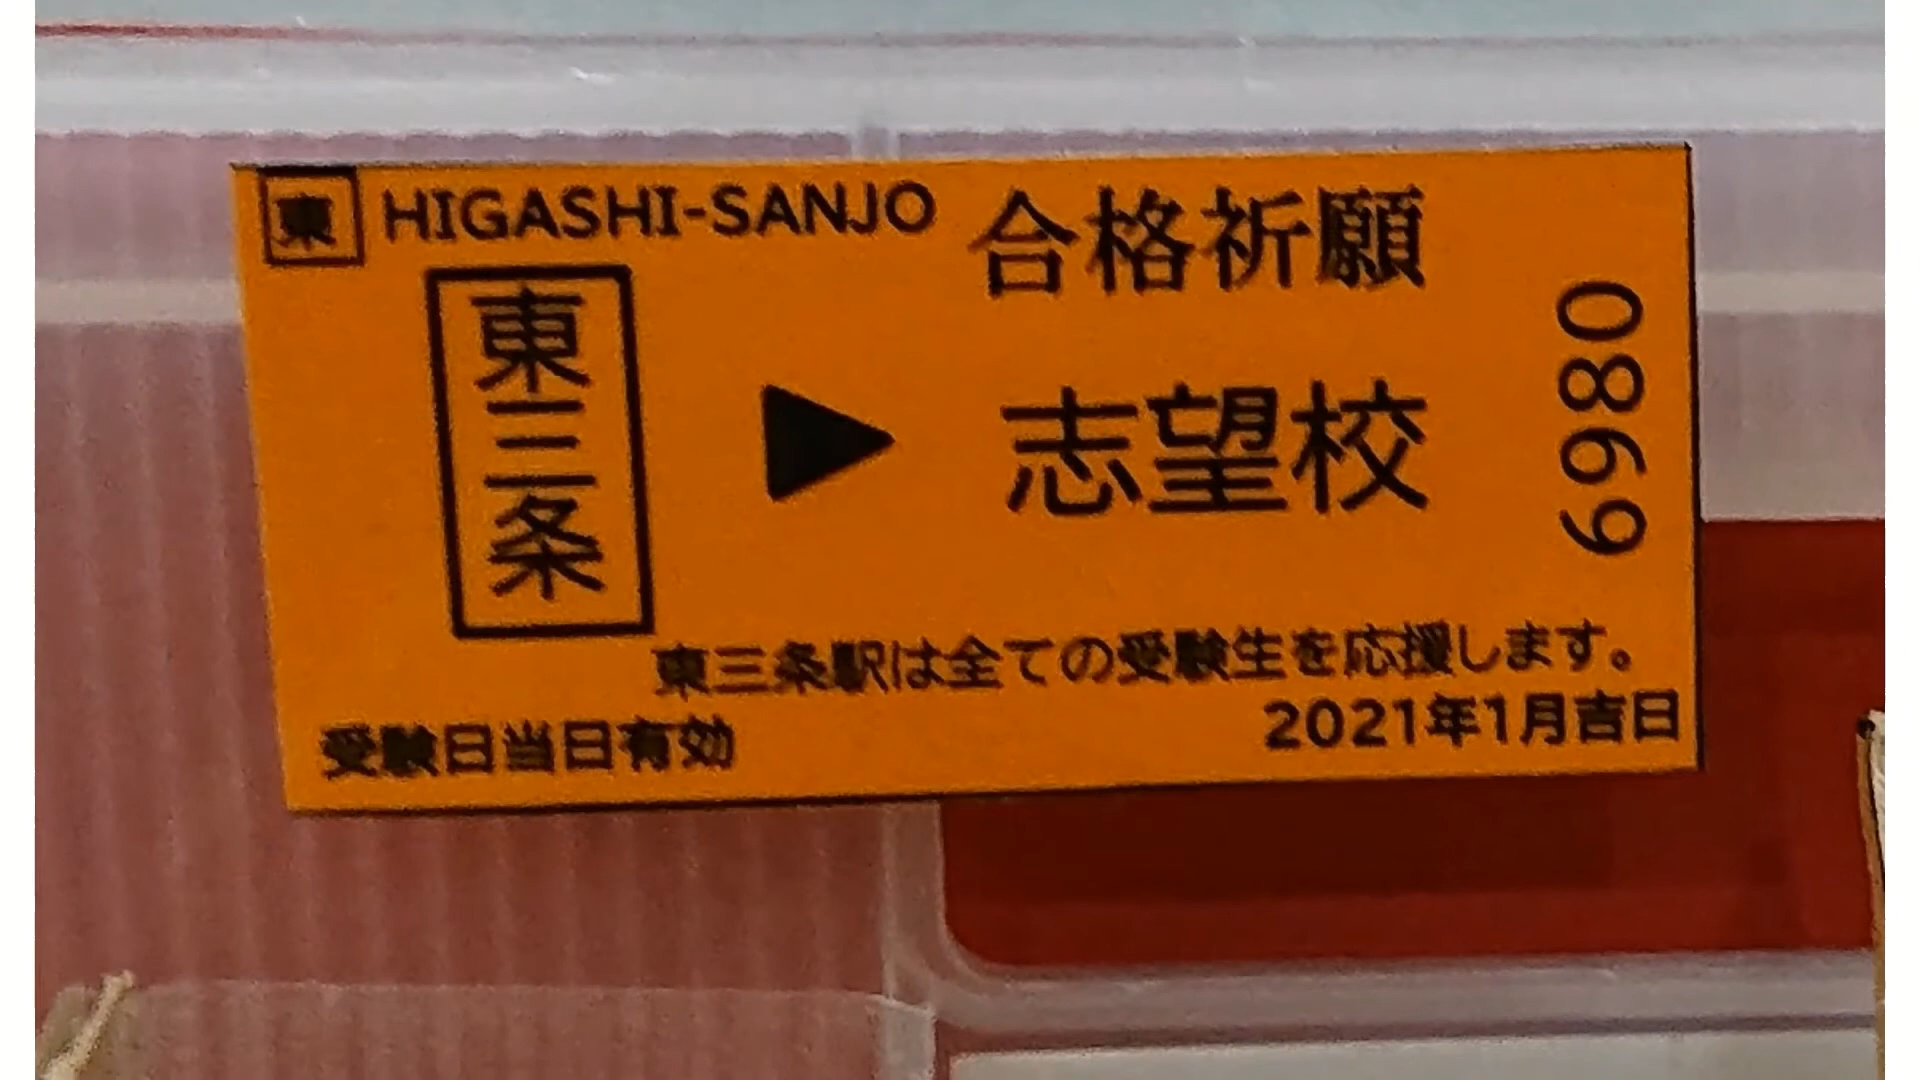 東 HIGASHI-SANJO 合格祈願
東三条 ▶ 志望校
0869
東三条駅は全ての受験生を応援します。
2021年1月吉日
受験日当日有効